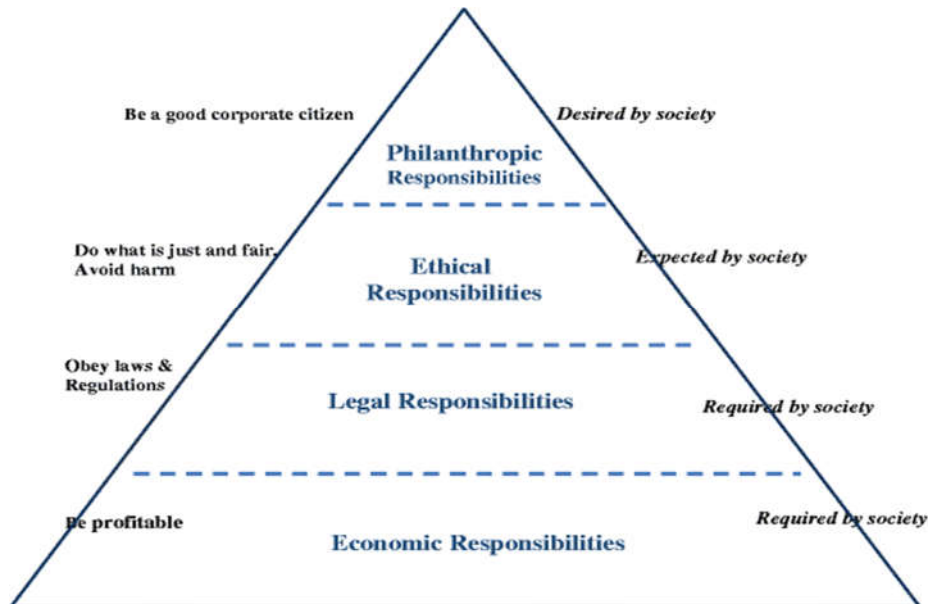 Be a good corporate citizen
Desired by society
Philanthropic
Responsibilities
Do what is just and fair,
Avoid harm
Expected by society
Ethical
Responsibilities
Obey laws &
Regulations
Legal Responsibilities
Required by society
Be profitable
Required by society
Economic Responsibilities